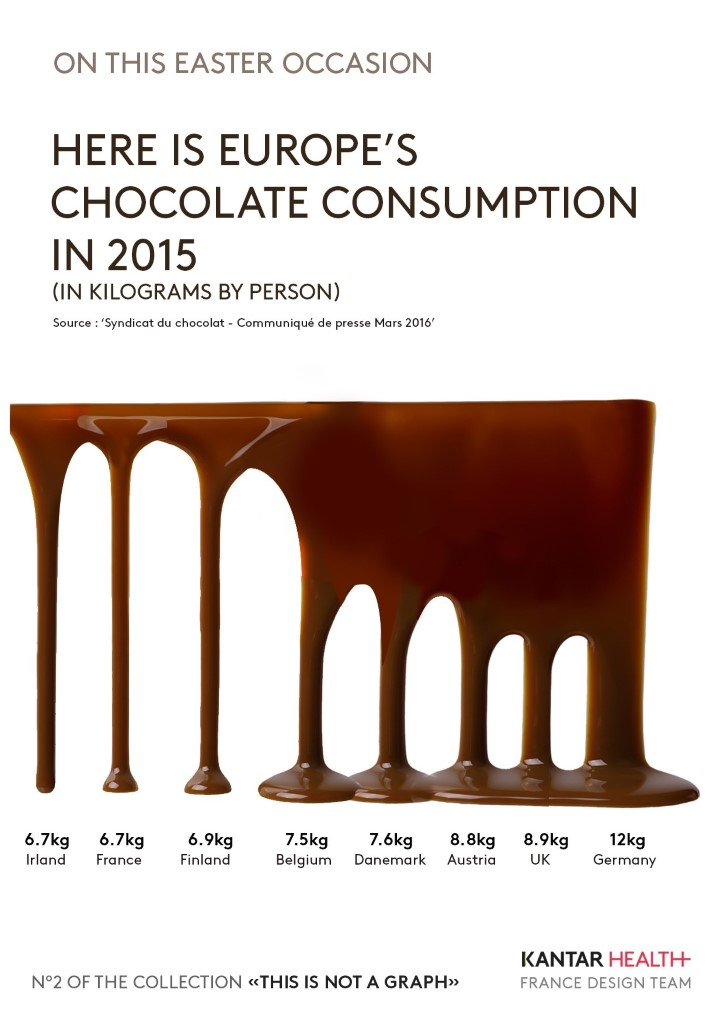 ON THIS EASTER OCCASION
HERE IS EUROPE’S
CHOCOLATE CONSUMPTION
IN 2015
(IN KILOGRAMS BY PERSON)
Source : ‘Syndicat du chocolat - Communiqué de presse Mars 2016’
6.7kg 6.7kg 6.9kg 7.5kg 7.6kg 8.8kg 8.9kg 12kg
Irland France Finland Belgium Danemark Austria UK Germany
KANTAR HEALTH
N°2 OF THE COLLECTION «THIS IS NOT A GRAPH» FRANCE DESIGN TEAM